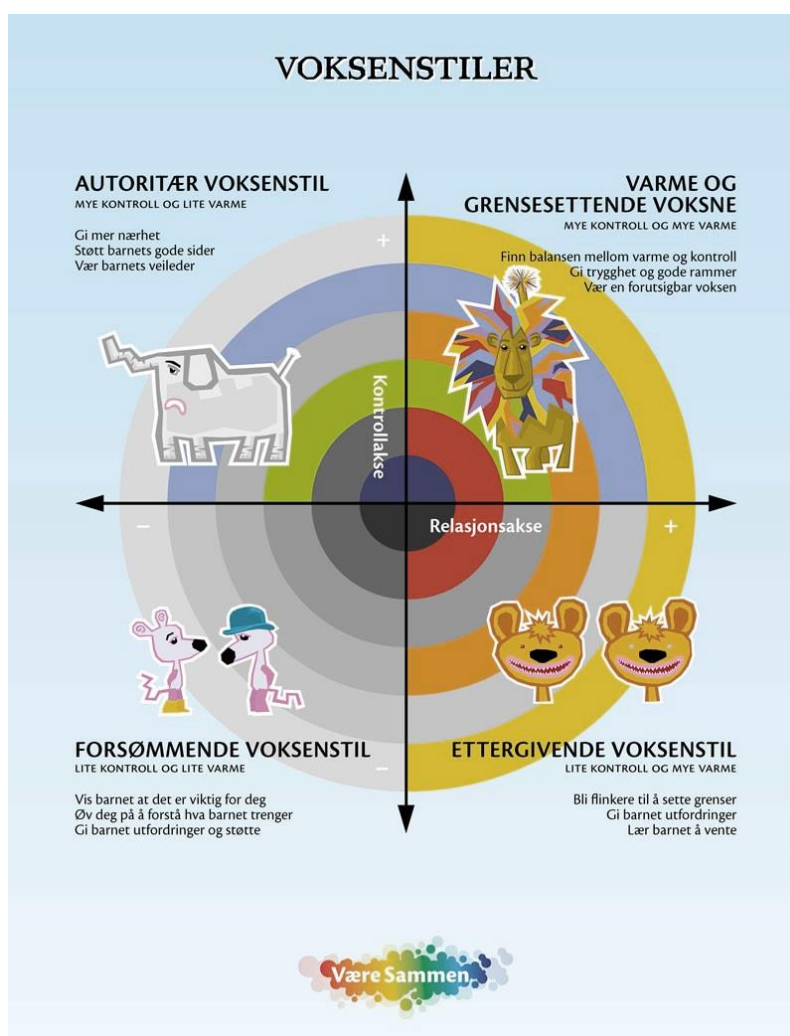 VOKSENSTILER
AUTORITÆR VOKSENSTIL
MYE KONTROLL OG LITE VARME
Gi mer nærhet
Støtt barnets gode sider
Vær barnets veileder
VARME OG
GRENSESETTENDE VOKSNE
MYE KONTROLL OG MYE VARME
Finn balansen mellom varme og kontroll
Gi trygghet og gode rammer
Vær en forutsigbar voksen
+
Kontrollakse
–
Relasjonsakse
+
FORSØMMENDE VOKSENSTIL
LITE KONTROLL OG LITE VARME
Vis barnet at det er viktig for deg
Øv deg på å forstå hva barnet trenger
Gi barnet utfordringer og støtte
–
ETTERGIVENDE VOKSENSTIL
LITE KONTROLL OG MYE VARME
Bli flinkere til å sette grenser
Gi barnet utfordringer
Lær barnet å vente
Være Sammen